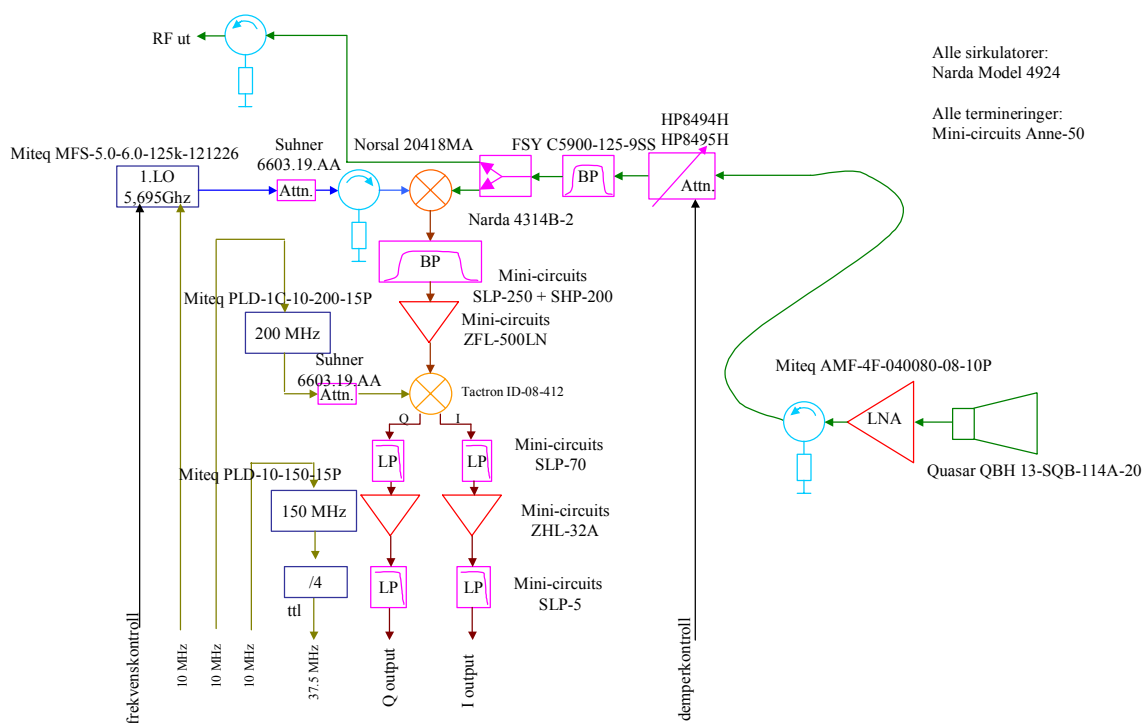 RF ut
Alle sirkulatorer:
Narda Model 4924
Alle termineringer:
Mini-circuits Anne-50
HP8494H
HP8495H
Suhner
6603.19.AA
Norsal 20418MA
FSY C5900-125-9SS
Miteq MFS-5.0-6.0-125k-121226
1.LO
5,695Ghz
Attn.
BP
Attn.
Narda 4314B-2
BP
Mini-circuits
SLP-250 + SHP-200
Miteq PLD-1C-10-200-15P
200 MHz
Mini-circuits
ZFL-500LN
Suhner
6603.19.AA
Attn.
Tactron ID-08-412
Miteq AMF-4F-040080-08-10P
LNA
Quasar QBH 13-SQB-114A-20
Q
I
LP
LP
Mini-circuits
SLP-70
Miteq PLD-10-150-15P
150 MHz
Mini-circuits
ZHL-32A
/4
ttl
LP
LP
Mini-circuits
SLP-5
frekvenskontroll
10 MHz
10 MHz
10 MHz
37.5 MHz
Q output
I output
demperkontroll